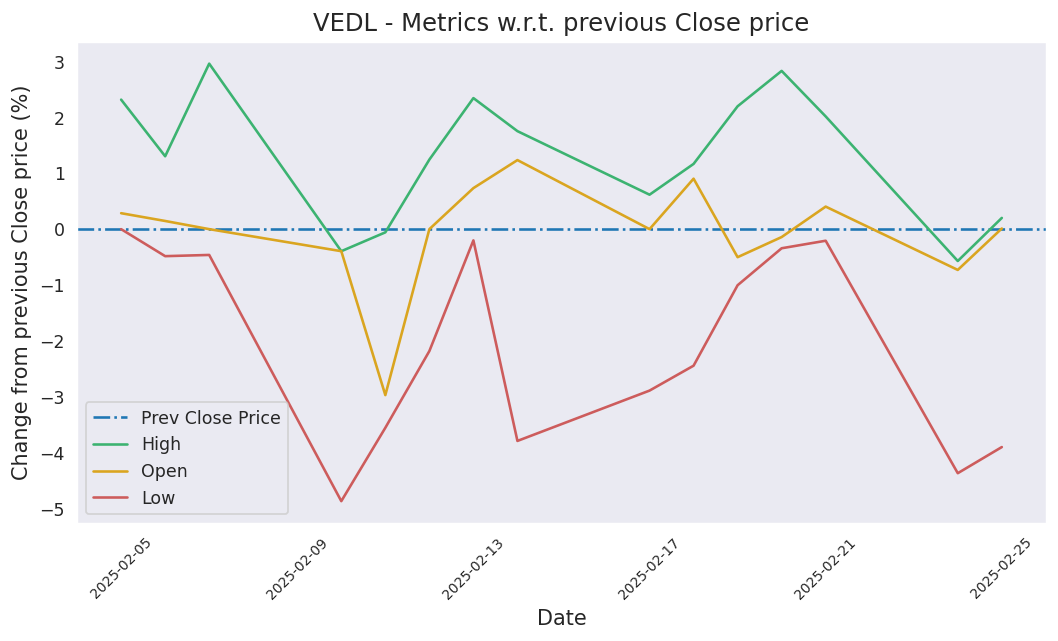 VEDL - Metrics w.r.t. previous Close price
Change from previous Close price (%)
3
2
1
0
−1
−2
−3
−4
−5
Prev Close Price
High
Open
Low
2025-02-05
2025-02-09
2025-02-13
2025-02-17
2025-02-21
2025-02-25
Date